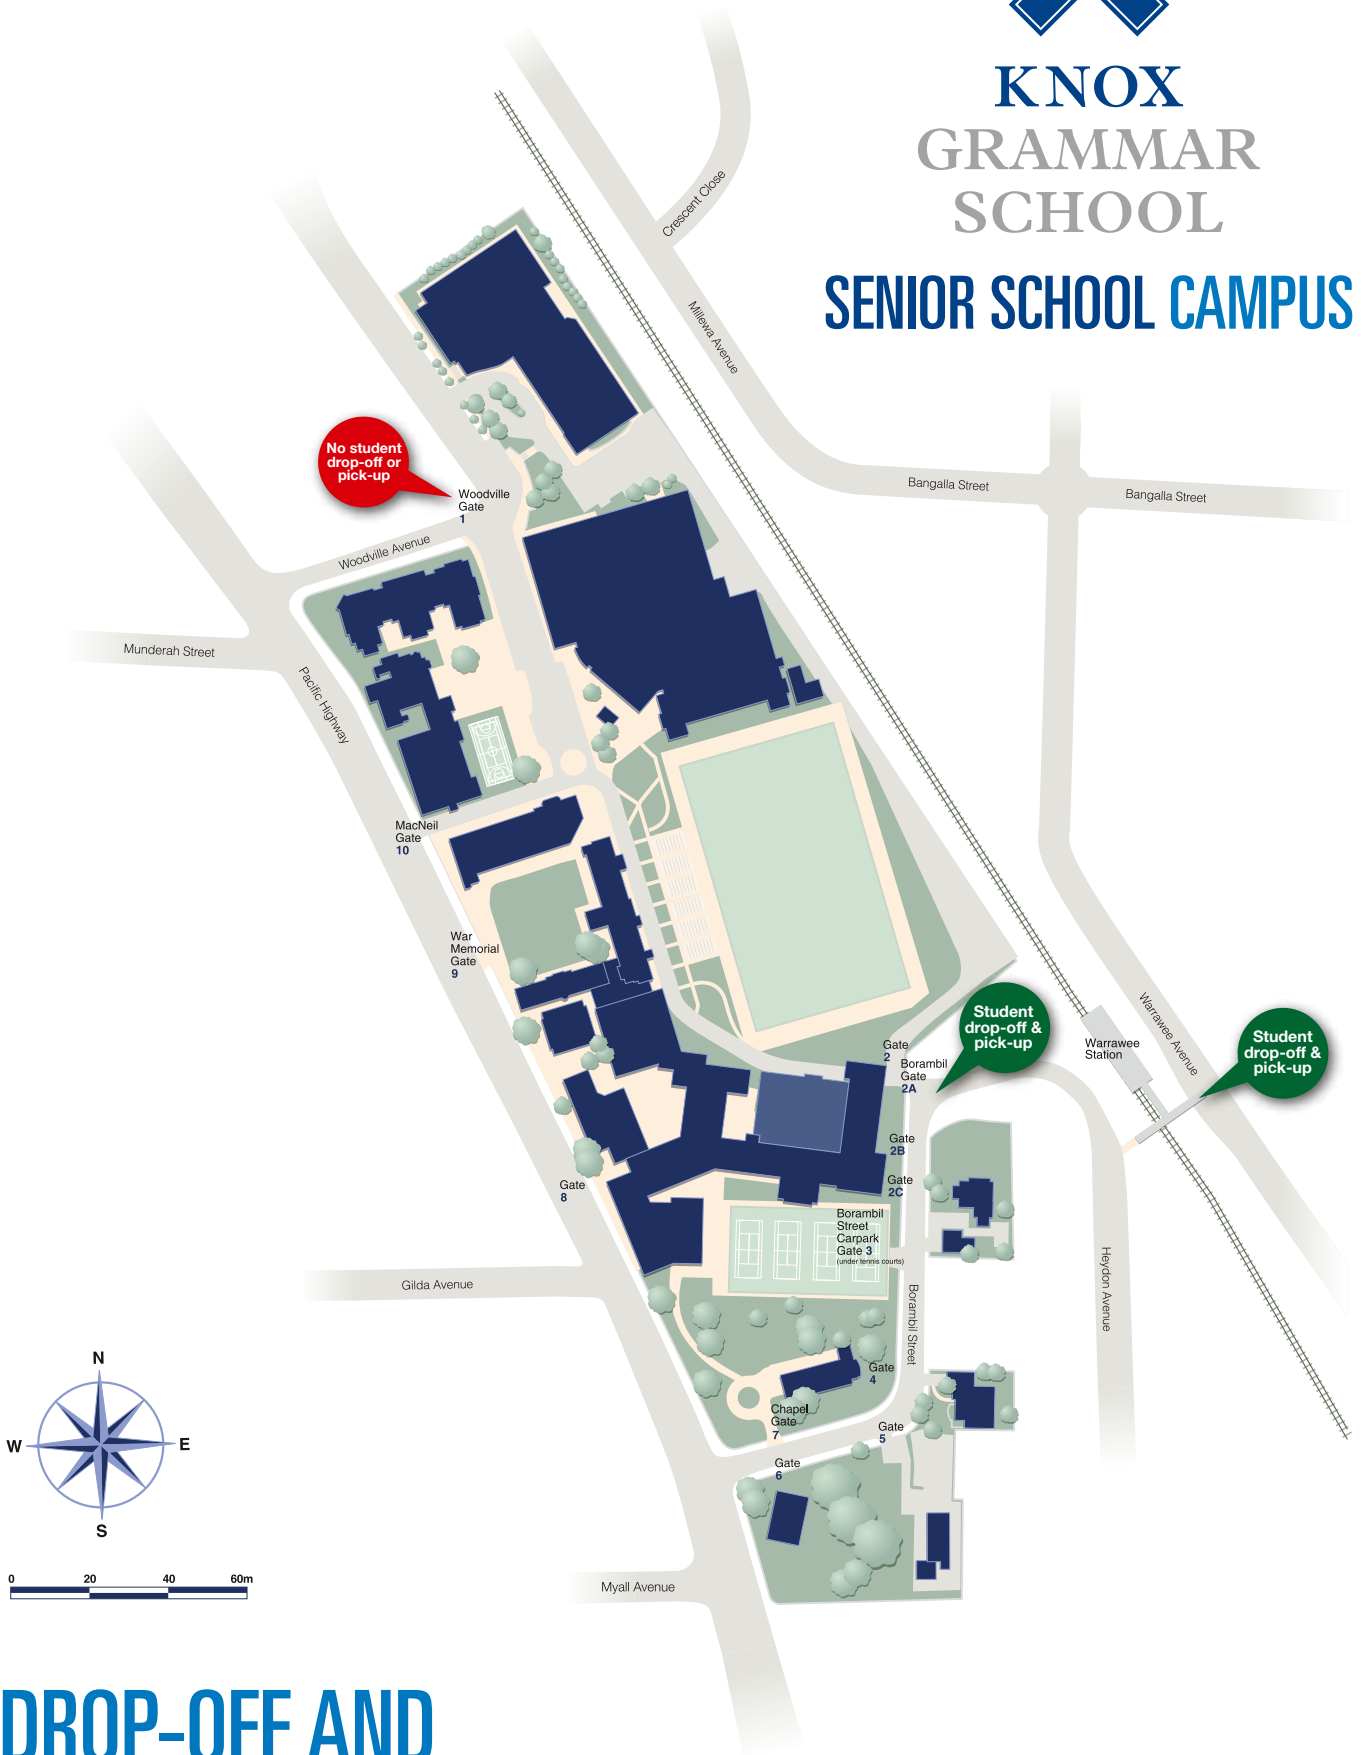 KNOX
GRAMMAR
SCHOOL
SENIOR SCHOOL CAMPUS
Crescent Close
Millewa Avenue
No student
drop-off or
pick-up
Woodville
Gate
1
Bangalla Street
Bangalla Street
Woodville Avenue
Munderah Street
Pacific Highway
MacNeil
Gate
10
War
Memorial
Gate
9
Student
drop-off &
pick-up
Warrawee Avenue
Student
drop-off &
pick-up
Warrawee
Station
Gate
2
Borambil
Gate
2A
Gate
2B
Gate
2C
Gate
8
Borambil
Street
Carpark
Gate 3
(under tennis courts)
Gilda Avenue
Heydon Avenue
Borambil Street
Gate
4
Chapel
Gate
7
Gate
5
Gate
6
N
W
E
S
0 20 40 60m
Myall Avenue
DROP-OFF AND